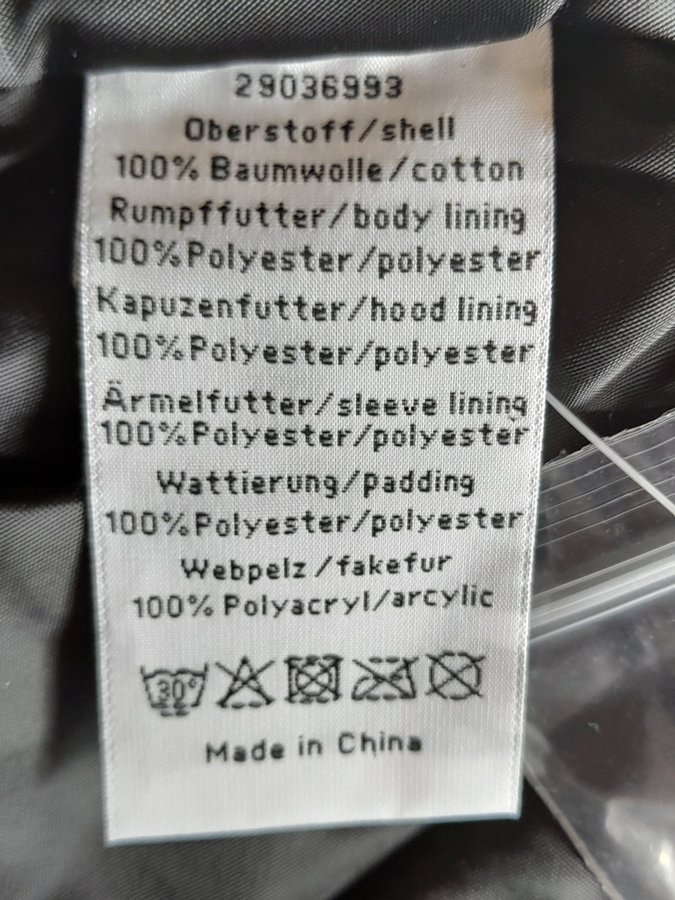 29036993
Oberstoff/shell
100% Baumwolle/cotton
Rumpffutter/body lining
100%Polyester/polyester
Kapuzenfutter/hood lining
100%Polyester/polyester
Ärmelfutter/sleeve lining
100%Polyester/polyester
Wattierung/padding
100%Polyester/polyester
Webpelz/fakefur
100% Polyacryl/arcylic
30°
Made in China